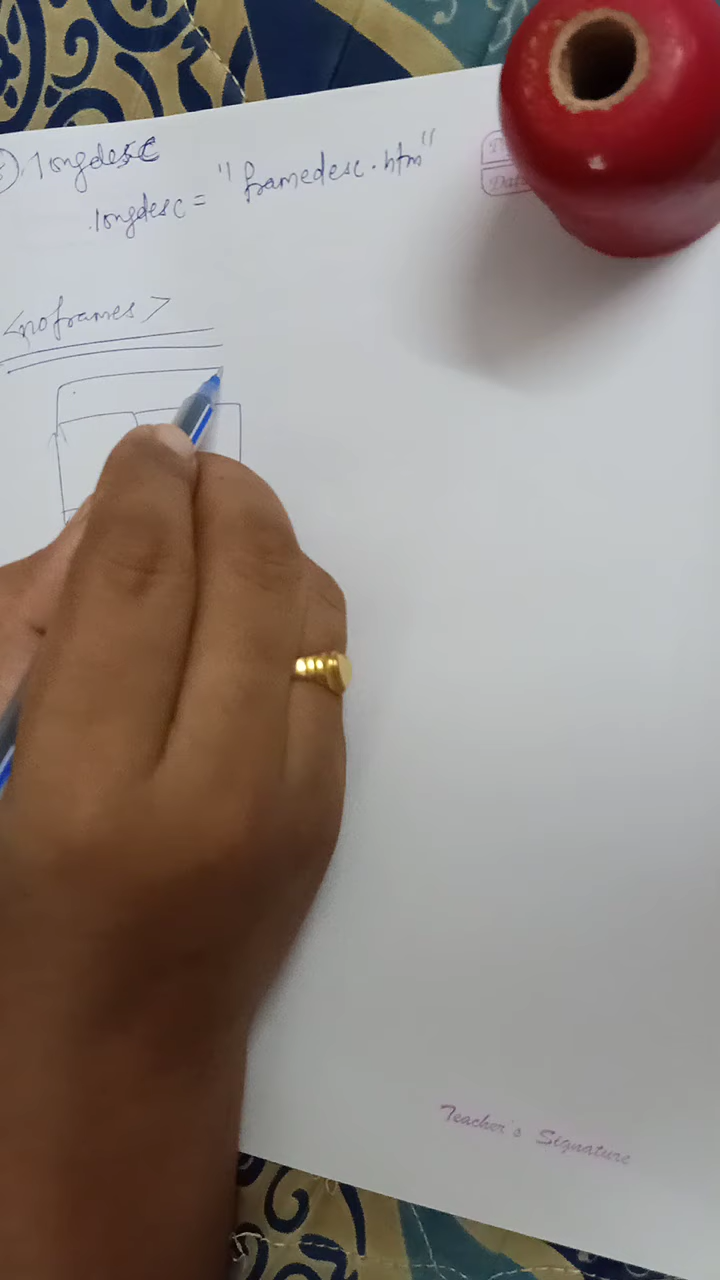 longdesc
longdesc = "framedesc.htm"
<noframes>
Teacher's Signature